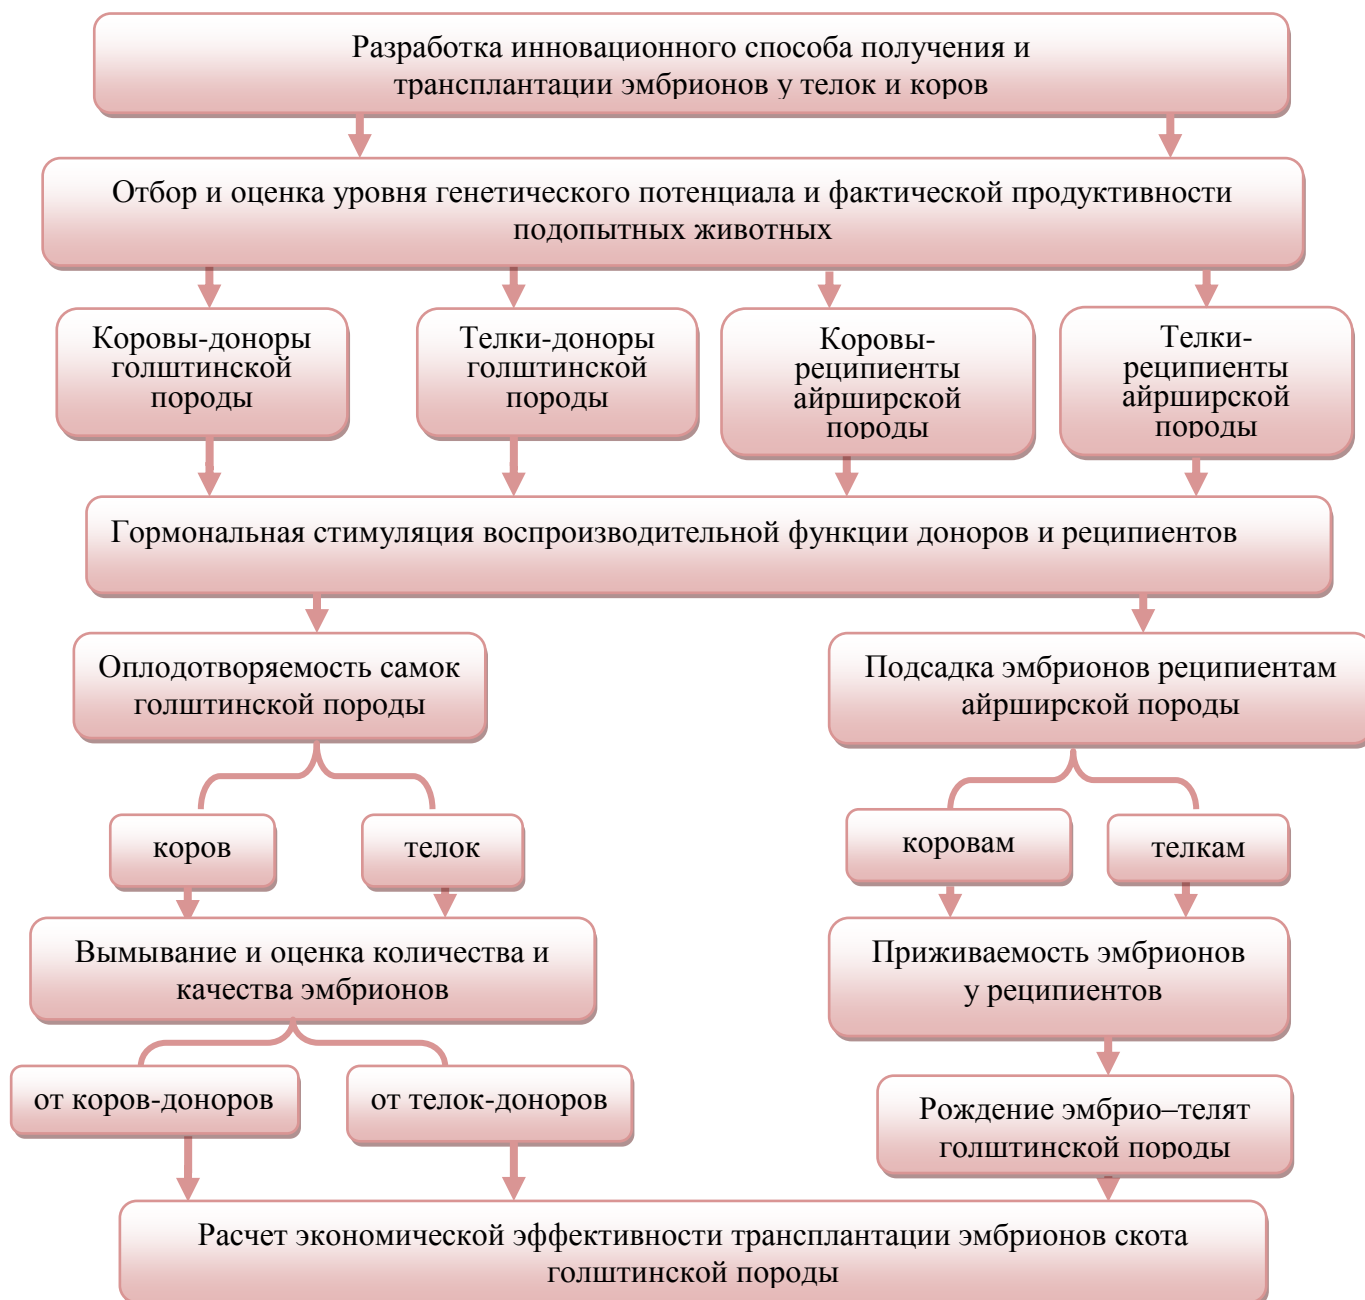 Разработка инновационного способа получения и
трансплантации эмбрионов у телок и коров
Отбор и оценка уровня генетического потенциала и фактической продуктивности
подопытных животных
Коровы-доноры
голштинской
породы
Телки-доноры
голштинской
породы
Коровы-
реципиенты
айрширской
породы
Телки-
реципиенты
айрширской
породы
Гормональная стимуляция воспроизводительной функции доноров и реципиентов
Оплодотворяемость самок
голштинской породы
Подсадка эмбрионов реципиентам
айрширской породы
коров
телок
коровам
телкам
Вымывание и оценка количества и
качества эмбрионов
Приживаемость эмбрионов
у реципиентов
от коров-доноров
от телок-доноров
Рождение эмбрио–телят
голштинской породы
Расчет экономической эффективности трансплантации эмбрионов скота
голштинской породы